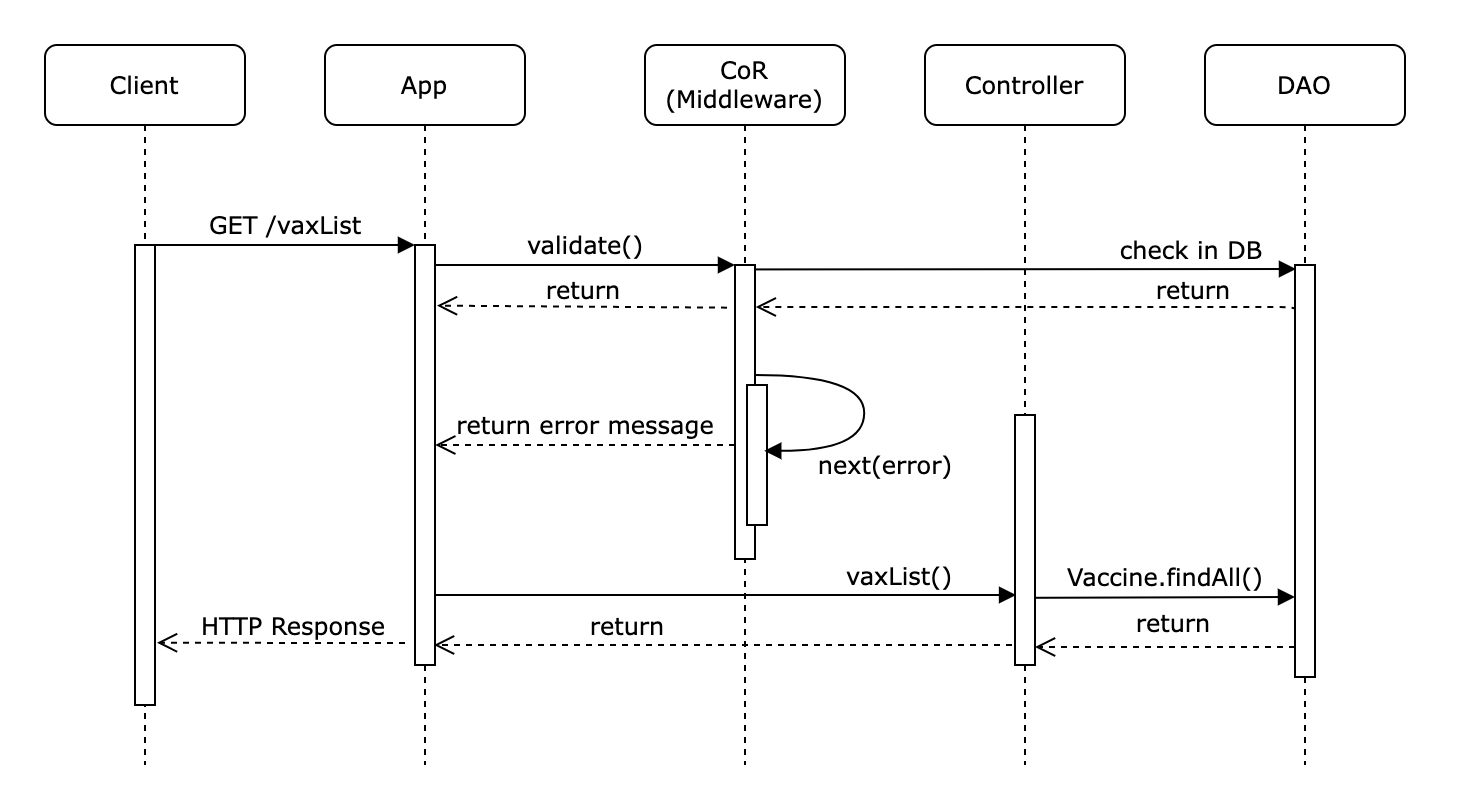 Client
App
CoR
(Middleware)
Controller
DAO
GET /vaxList
validate()
check in DB
return
return
return error message
next(error)
vaxList()
Vaccine.findAll()
HTTP Response
return
return